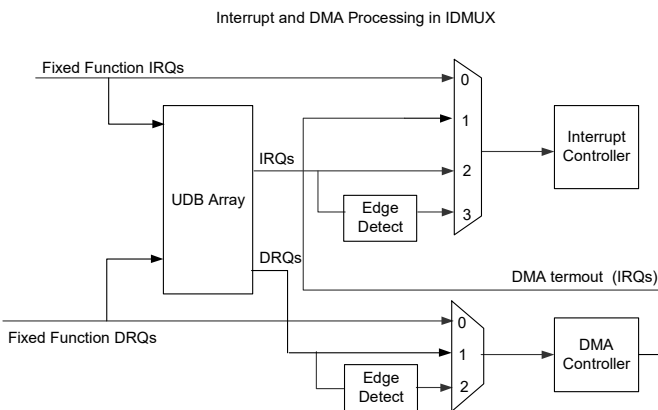 Interrupt and DMA Processing in IDMUX
Fixed Function IRQs
0
1
Interrupt
Controller
IRQs
2
UDB Array
Edge
Detect
3
DRQs
DMA termout (IRQs)
0
Fixed Function DRQs
DMA
Controller
1
Edge
Detect
2